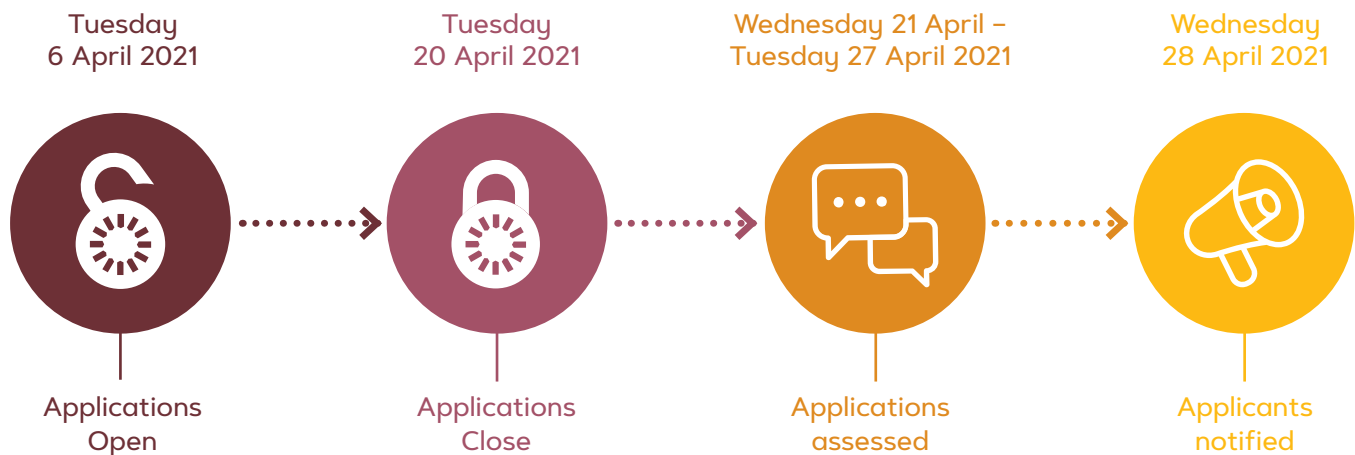 Tuesday
6 April 2021
Tuesday
20 April 2021
Wednesday 21 April –
Tuesday 27 April 2021
Wednesday
28 April 2021
Applications
Open
Applications
Close
Applications
assessed
Applicants
notified